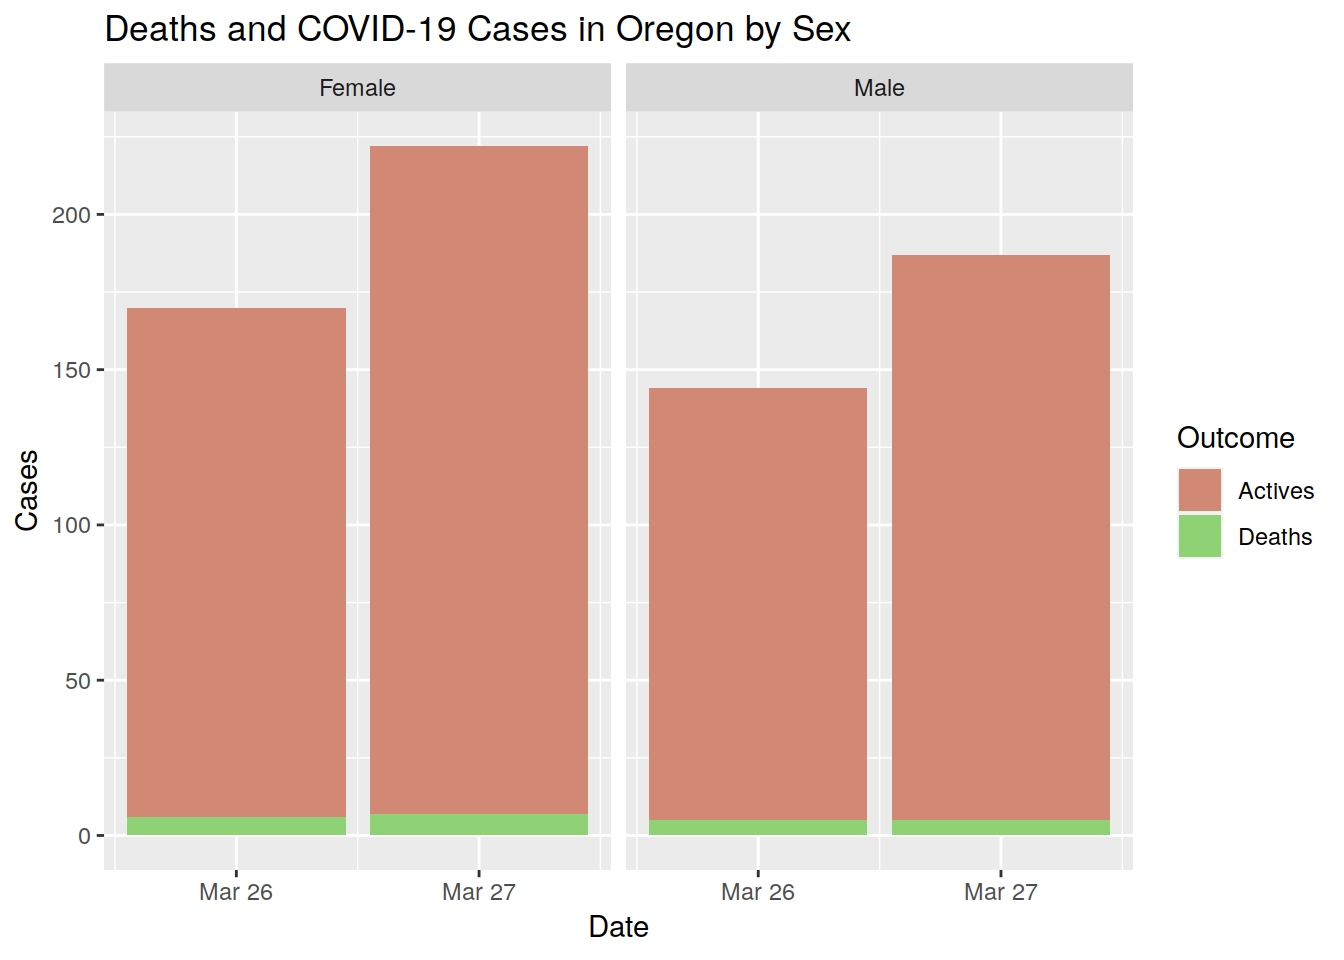 Deaths and COVID-19 Cases in Oregon by Sex
Female
Male
200
150
100
50
0
Cases
Mar 26
Mar 27
Mar 26
Mar 27
Date
Outcome
Actives
Deaths